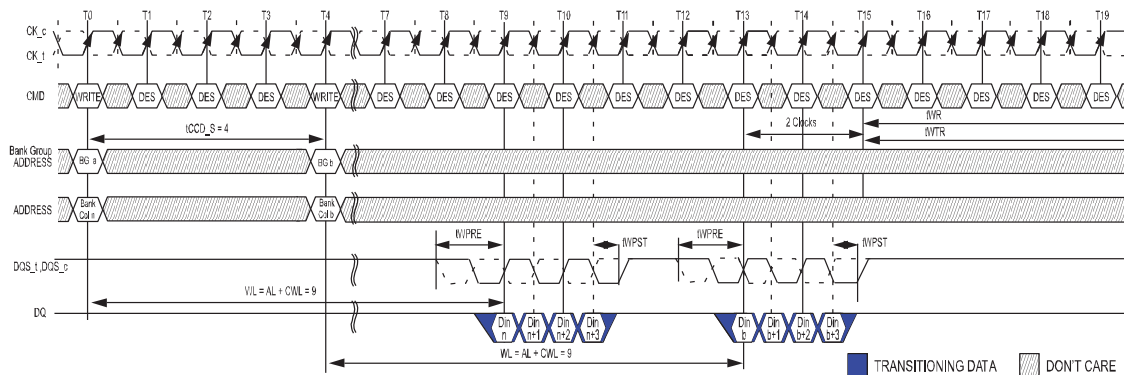 T0 T1 T2 T3 T4 T7 T8 T9 T10 T11 T12 T13 T14 T15 T16 T17 T18 T19
CK_c
CK_t
CMD WRITE DES DES DES WRITE DES DES DES DES DES DES DES DES DES DES DES DES DES
tCCD_S = 4
2 Clocks
tWR
tWTR
Bank Group
ADDRESS
BG a
BG b
ADDRESS
Bank
Col n
Bank
Col b
tWPRE
tWPST
tWPRE
tWPST
DQS_t ,DQS_c
WL = AL + CWL = 9
DQ
Din
n
Din
n+1
Din
n+2
Din
n+3
Din
b
Din
b+1
Din
b+2
Din
b+3
WL = AL + CWL = 9
TRANSITIONING DATA
DON'T CARE